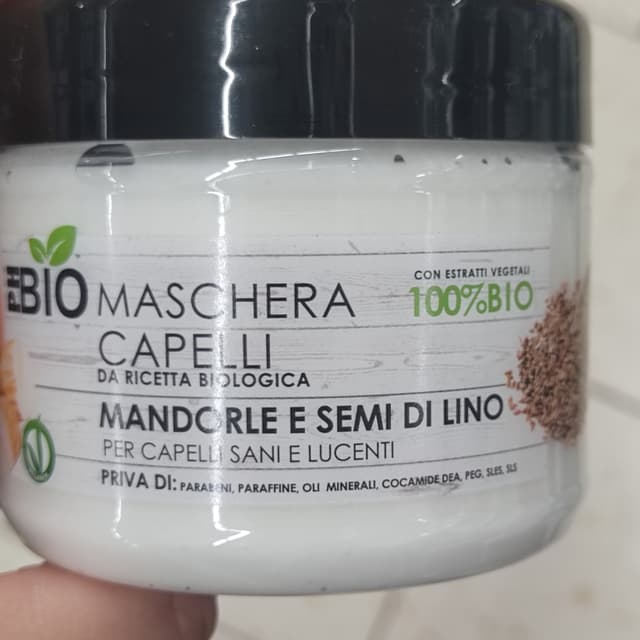 PH
BIO
MASCHERA
CAPELLI
DA RICETTA BIOLOGICA
CON ESTRATTI VEGETALI
100%BIO
MANDORLE E SEMI DI LINO
PER CAPELLI SANI E LUCENTI
PRIVA DI: PARABENI, PARAFFINE, OLI MINERALI, COCAMIDE DEA, PEG, SLES, SLS